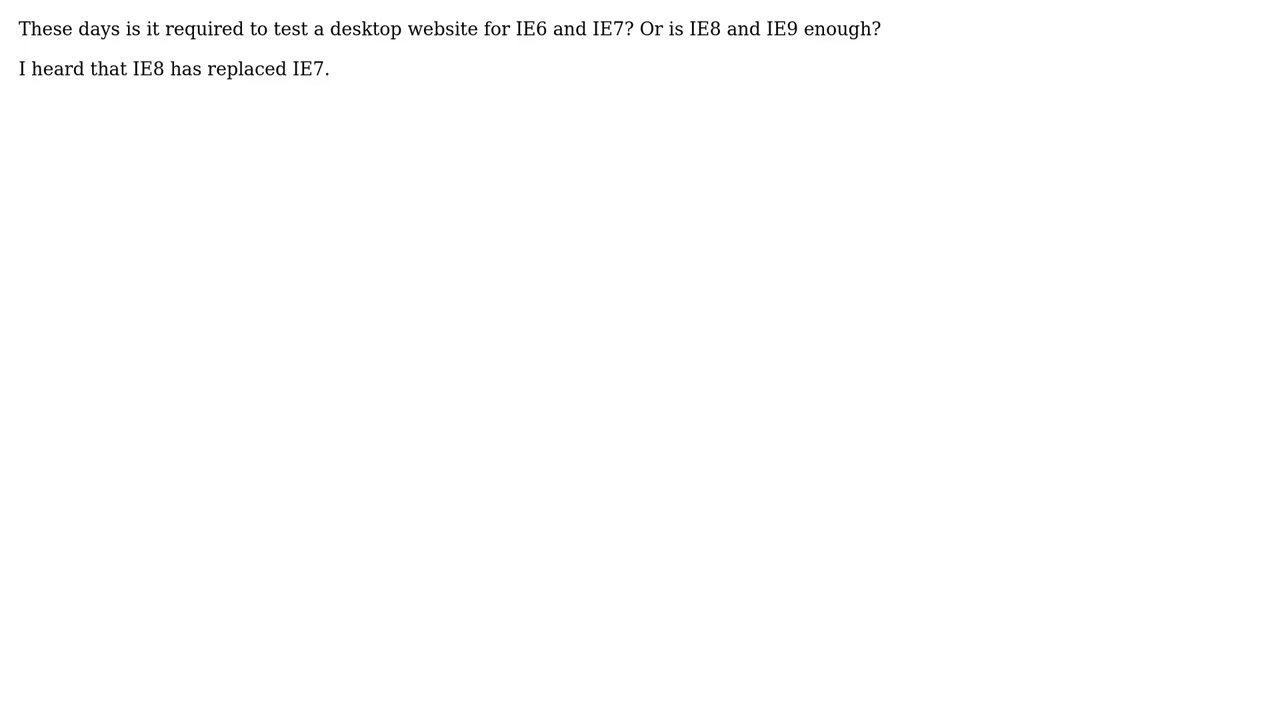 These days is it required to test a desktop website for IE6 and IE7? Or is IE8 and IE9 enough?
I heard that IE8 has replaced IE7.